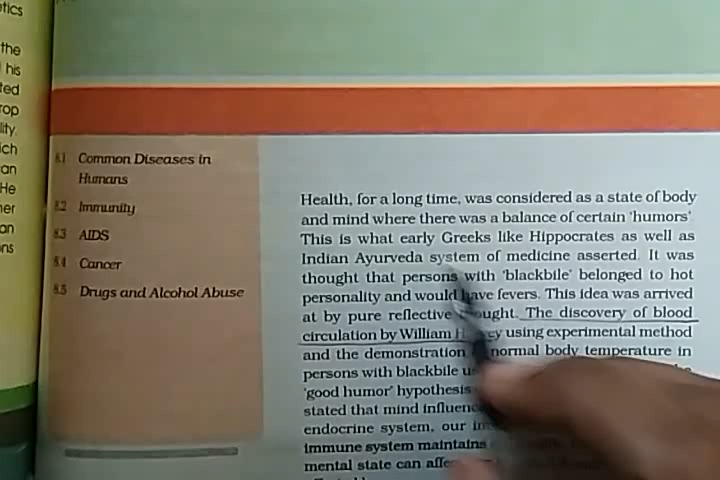 etics
the
his
ted
rop
lity.
ich
an
He
ner
an
ons
8.1 Common Diseases in
Humans
8.2 Immunity
8.3 AIDS
8.4 Cancer
8.5 Drugs and Alcohol Abuse
Health, for a long time, was considered as a state of body
and mind where there was a balance of certain 'humors'.
This is what early Greeks like Hippocrates as well as
Indian Ayurveda system of medicine asserted. It was
thought that persons with 'blackbile' belonged to hot
personality and would have fevers. This idea was arrived
at by pure reflective thought. The discovery of blood
circulation by William Harvey using experimental method
and the demonstration normal body temperature in
persons with blackbile
'good humor' hypothesis
stated that mind
endocrine system, our
immune system maintains
mental state can